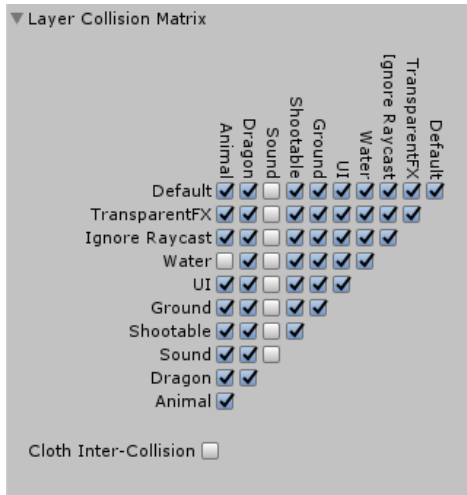 Layer Collision Matrix
Animal
Dragon
Sound
Shootable
Ground
UI
Water
Ignore Raycast
TransparentFX
Default
Default
TransparentFX
Ignore Raycast
Water
UI
Ground
Shootable
Sound
Dragon
Animal
Cloth Inter-Collision